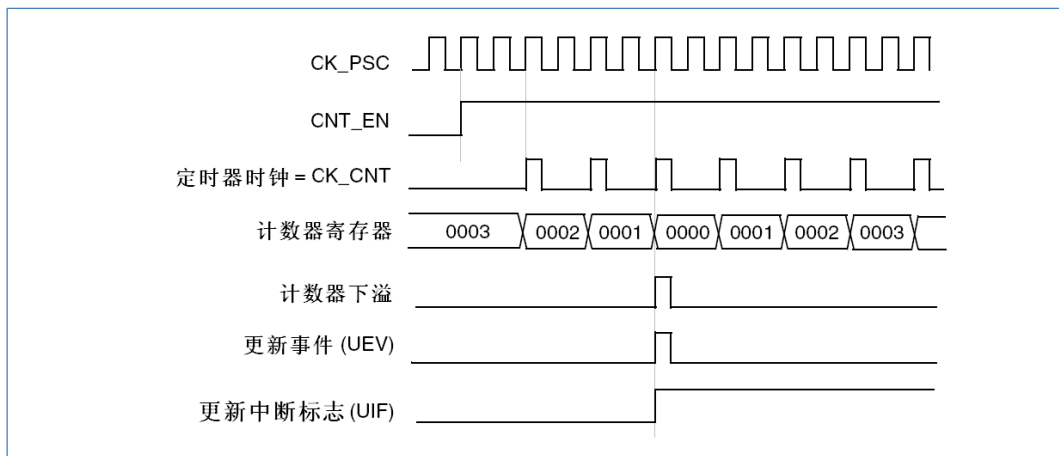 CK_PSC
CNT_EN
定时器时钟 = CK_CNT
计数器寄存器 0003 0002 0001 0000 0001 0002 0003
计数器下溢
更新事件 (UEV)
更新中断标志 (UIF)